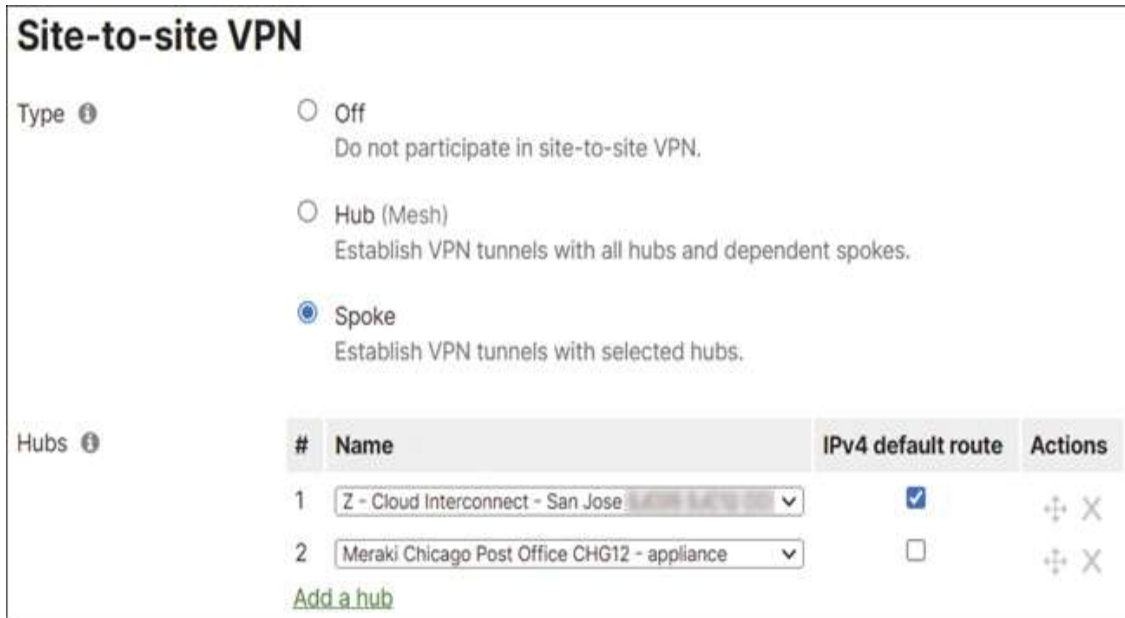 Site-to-site VPN
Type
Off
Do not participate in site-to-site VPN.
Hub (Mesh)
Establish VPN tunnels with all hubs and dependent spokes.
Spoke
Establish VPN tunnels with selected hubs.
Hubs
# Name IPv4 default route Actions
1 Z - Cloud Interconnect - San Jose
2 Meraki Chicago Post Office CHG12 - appliance
Add a hub